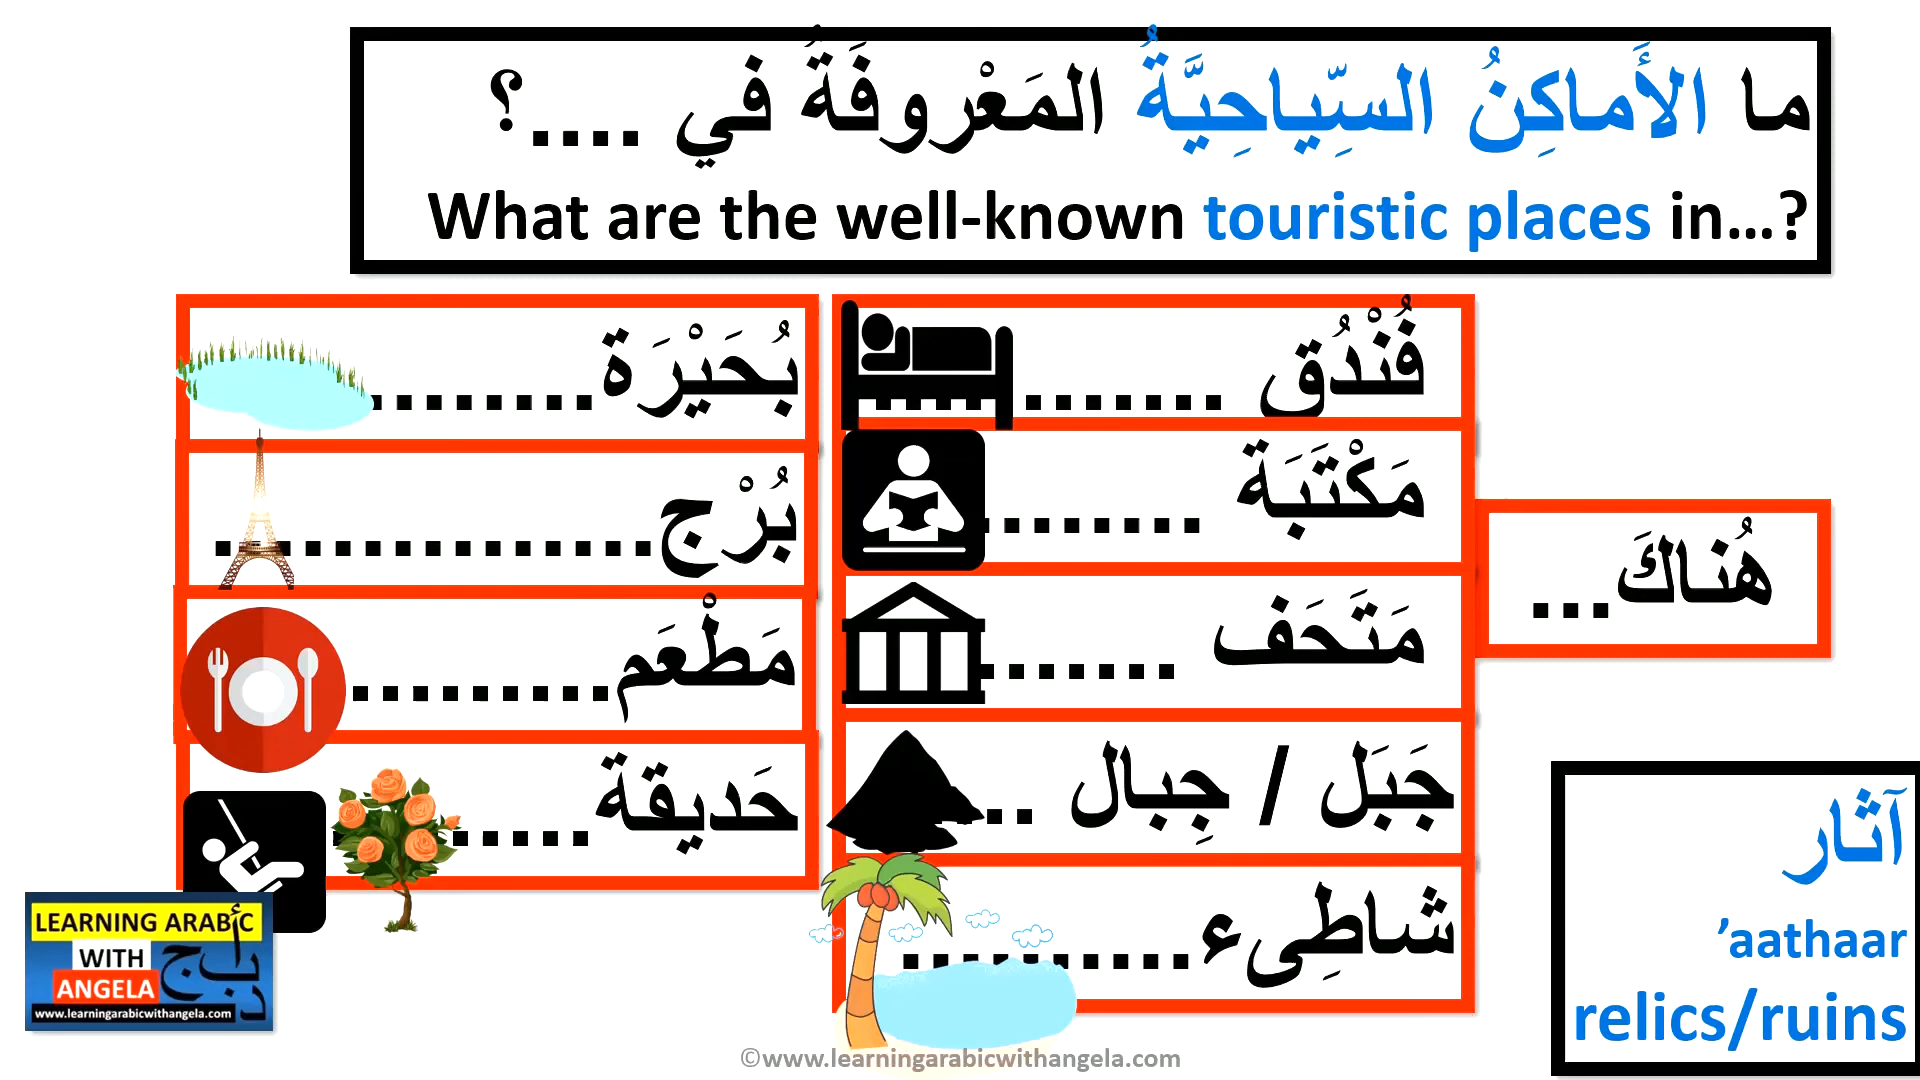 ما الأَماكِنُ السِّياحِيَّةُ المَعْروفَةُ في ....؟
What are the well-known touristic places in...?
هُناكَ...
فُنْدُق ............
مَكْتَبَة ........
مَتَحَف .......
جَبَل / جِبال ...
شاطِىء..........
بُحَيْرَة........
بُرْج...............
مَطْعَم.........
حَديقة.....
آثار
’aathaar
relics/ruins
LEARNING ARABIC
WITH
ANGELA
أ ب ج د
www.learningarabicwithangela.com
©www.learningarabicwithangela.com